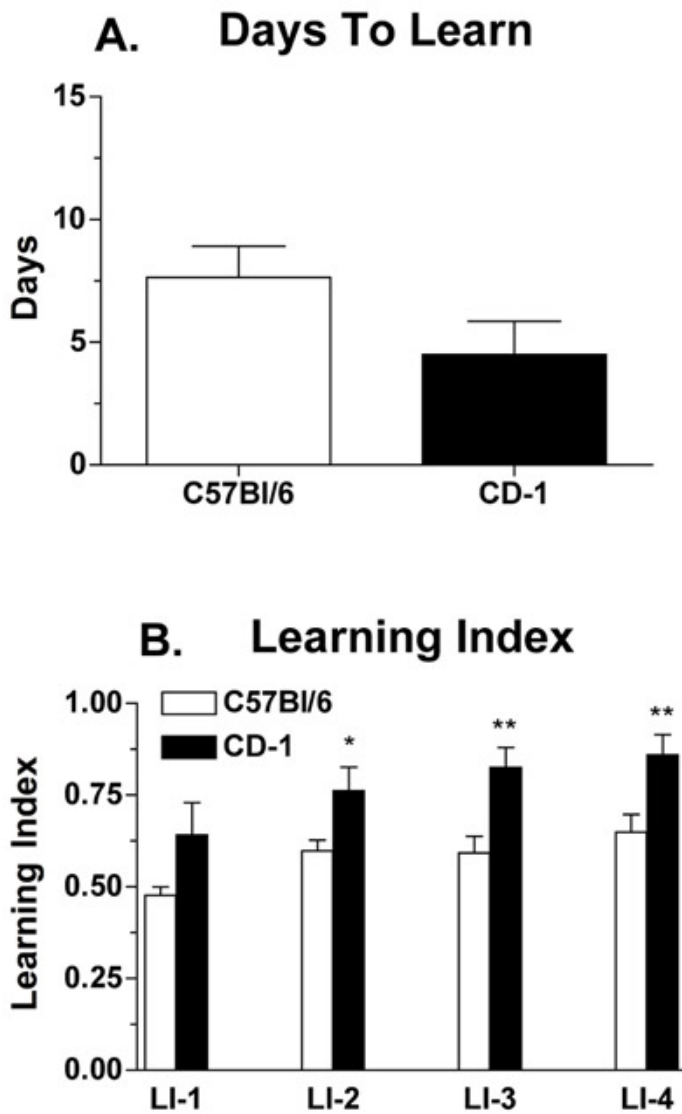 A. Days To Learn
15
10
5
0
Days
C57Bl/6 CD-1
B. Learning Index
1.00
0.75
0.50
0.25
0.00
Learning Index
C57Bl/6
CD-1
* ** **
LI-1 LI-2 LI-3 LI-4